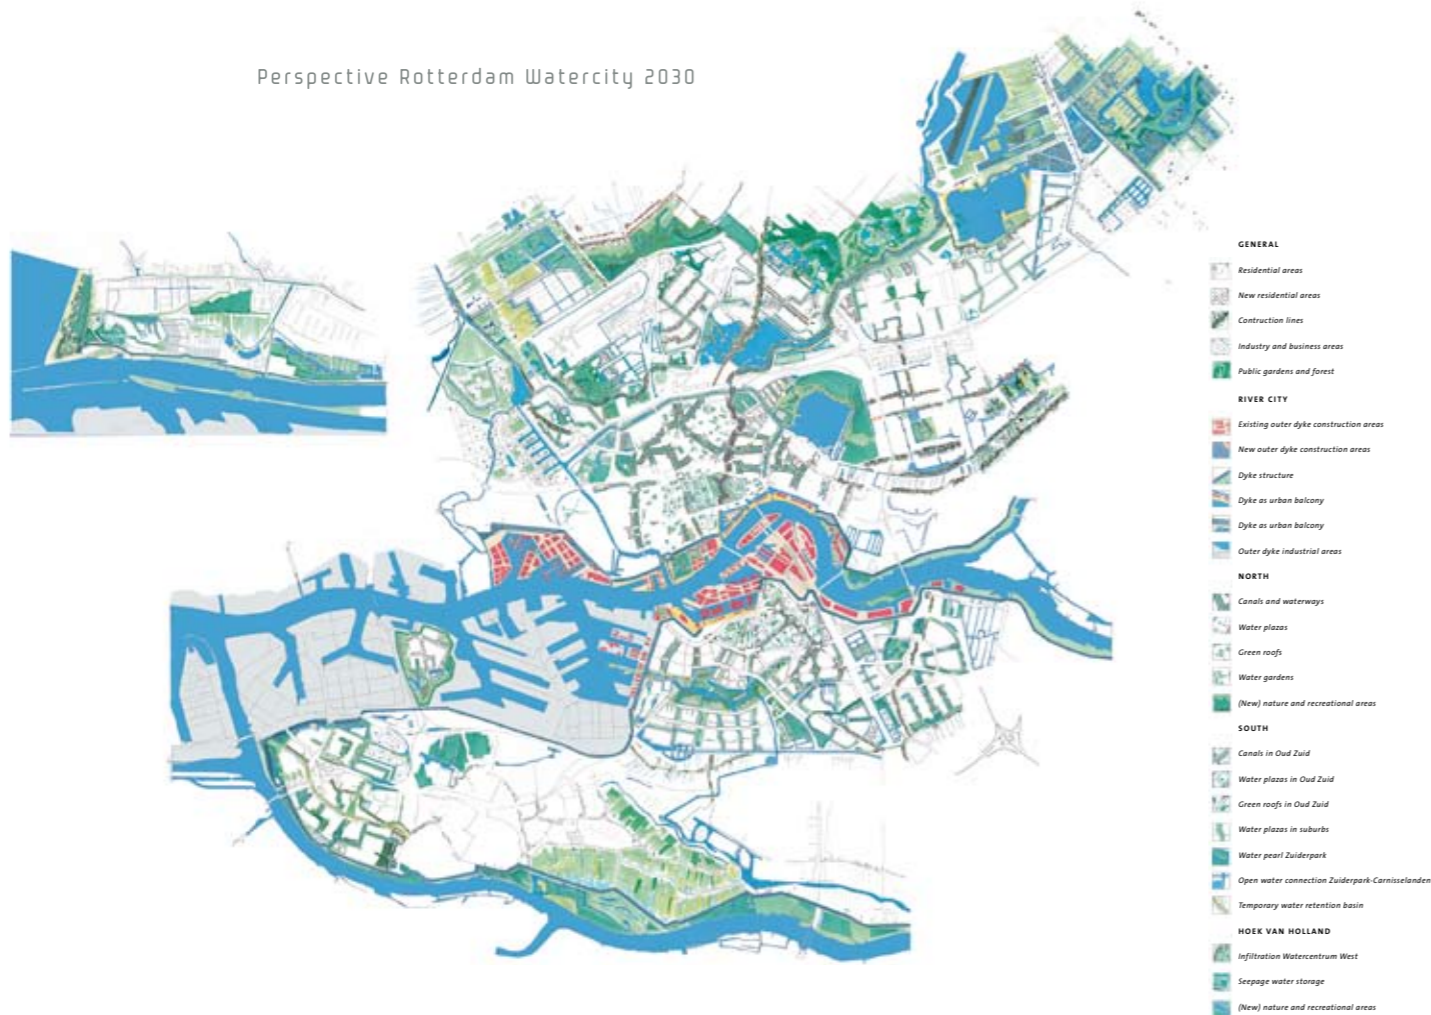 Perspective Rotterdam Watercity 2030
GENERAL
Residential areas
New residential areas
Contruction lines
Industry and business areas
Public gardens and forest
RIVER CITY
Existing outer dyke construction areas
New outer dyke construction areas
Dyke structure
Dyke as urban balcony
Dyke as urban balcony
Outer dyke industrial areas
NORTH
Canals and waterways
Water plazas
Green roofs
Water gardens
(New) nature and recreational areas
SOUTH
Canals in Oud Zuid
Water plazas in Oud Zuid
Green roofs in Oud Zuid
Water plazas in suburbs
Water pearl Zuiderpark
Open water connection Zuiderpark-Carnisselanden
Temporary water retention basin
HOEK VAN HOLLAND
Infiltration Watercentrum West
Seepage water storage
(New) nature and recreational areas